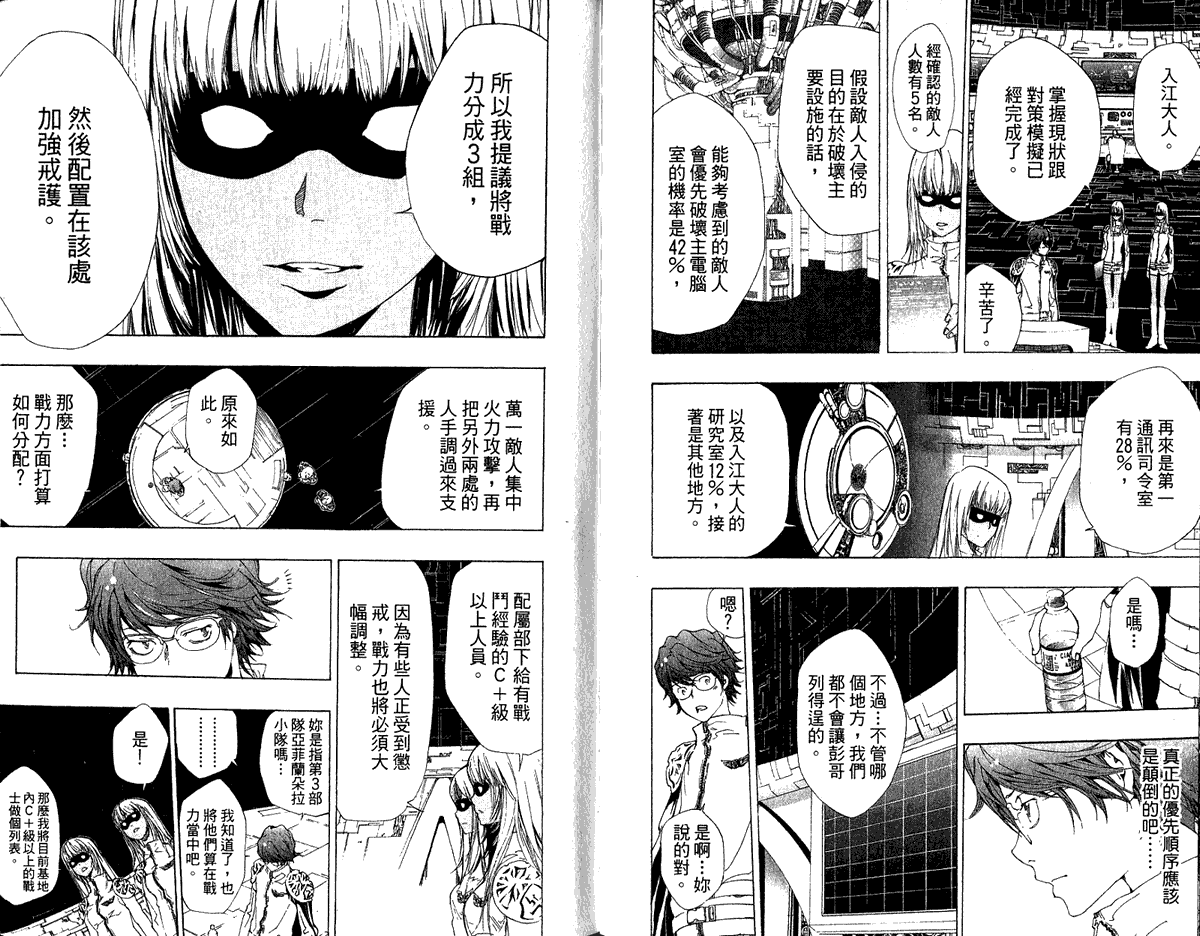 入江大人。
掌握現狀跟
對策模擬已
經完成了。
辛苦了。
經確認的敵人
人數有5名。
假設敵人入侵的
目的在於破壞主
要設施的話，
能夠考慮到的敵人
會優先破壞主電腦
室的機率是42%，
再來是第一
通訊司令室
有28%，
以及入江大人的
研究室12%，接
著是其他地方。
是嗎…
真正的優先順序應該
是顛倒的吧……
不過…不管哪
個地方，我們
都不會讓彭哥
列得逞的。
嗯？
是啊…妳
說的對。
所以我提議將戰
力分成3組，
然後配置在該處
加強戒護。
萬一敵人集中
火力攻擊，再
把另外兩處的
人手調過來支
援。
原來如
此。
那麼…
戰力方面打算
如何分配？
配屬部下給有戰
鬥經驗的C＋級
以上人員。
因為有些人正受到懲
戒，戰力也將必須大
幅調整。
妳是指第3部
隊亞菲蘭朵拉
小隊嗎…
………
我知道了，也
將他們算在戰
力當中吧。
是！
那麼我將目前基地
內C＋級以上的戰
士做個列表。